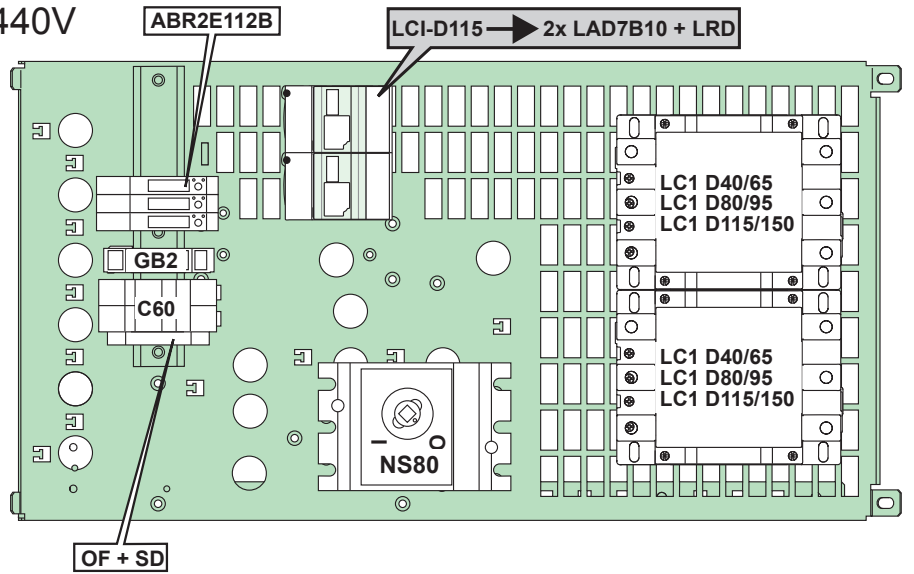 440V
ABR2E112B
LCI-D115 → 2x LAD7B10 + LRD
LC1 D40/65
LC1 D80/95
LC1 D115/150
GB2
C60
LC1 D40/65
LC1 D80/95
LC1 D115/150
I
O
NS80
OF + SD